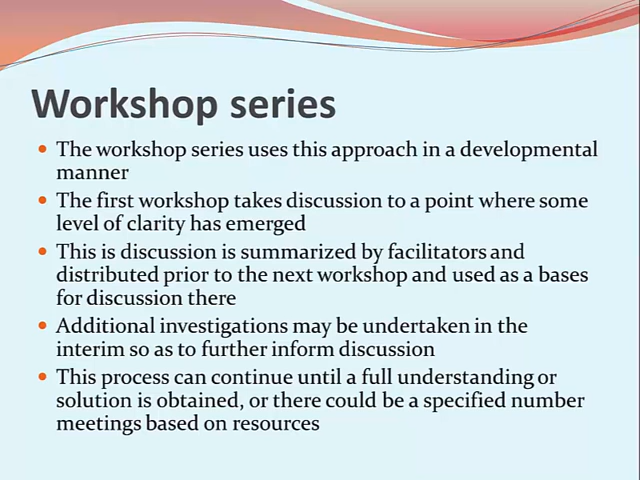 Workshop series
The workshop series uses this approach in a developmental
manner
The first workshop takes discussion to a point where some
level of clarity has emerged
This is discussion is summarized by facilitators and
distributed prior to the next workshop and used as a bases
for discussion there
Additional investigations may be undertaken in the
interim so as to further inform discussion
This process can continue until a full understanding or
solution is obtained, or there could be a specified number
meetings based on resources